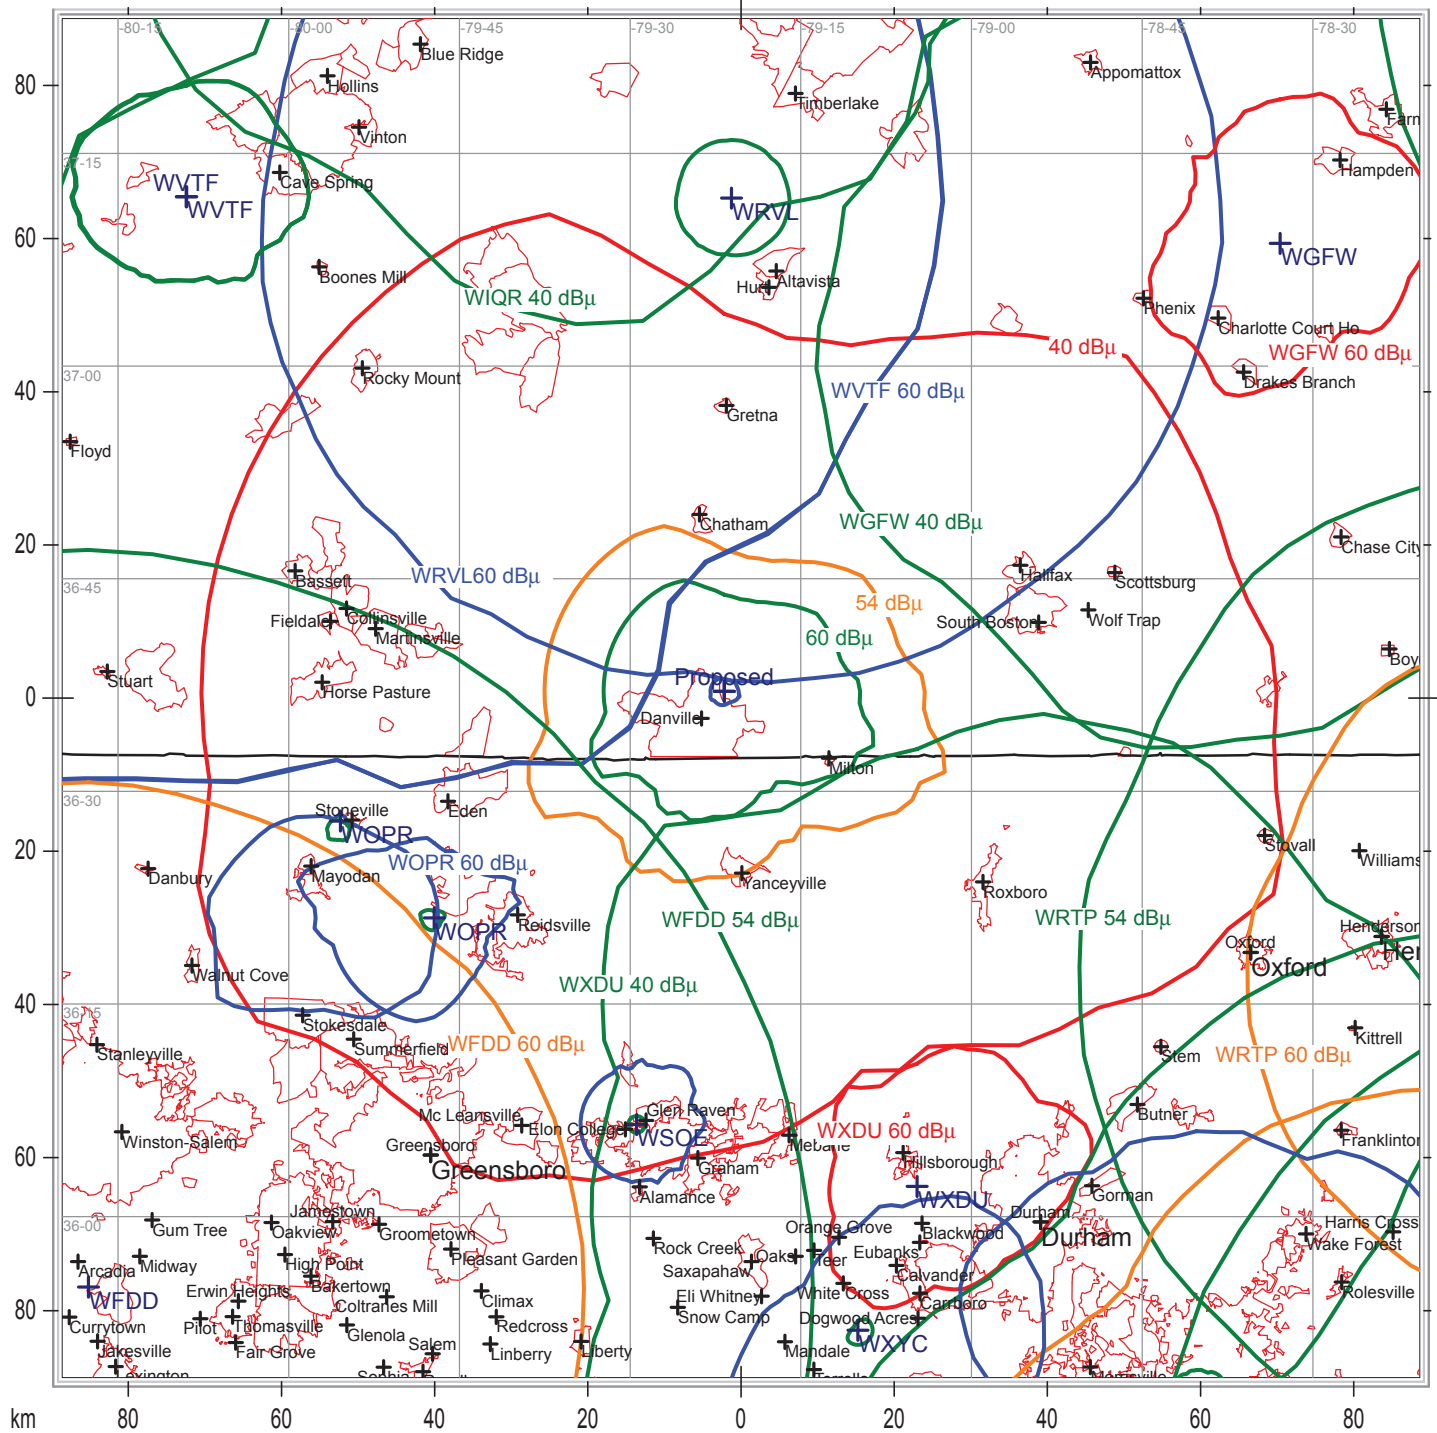 -80-15
-80-00
-79-45
-79-30
-79-15
-79-00
-78-45
-78-30
Blue Ridge
Hollins
Timberlake
Appomattox
80
Vinton
37-15
Cave Spring
Hampden
WVTF
WVTF
WRVL
60
WGFW
Boones Mill
Altavista
WIQR 40 dBµ
Phenix
Charlotte Court Ho
40 dBµ
WGFW 60 dBµ
37-00
Rocky Mount
Drakes Branch
40
WVTF 60 dBµ
Gretna
Floyd
Chatham
WGFW 40 dBµ
Chase City
20
WRVL60 dBµ
Halifax
Scottsburg
36-45
Bassett
54 dBµ
Fieldale
Collinsville
South Boston
Wolf Trap
Martinsville
60 dBµ
Boy
Stuart
Proposed
Horse Pasture
0
Danville
Milton
36-30
Stoneville
Eden
WOPR
Stovall
20
WOPR 60 dBµ
Williams
Danbury
Mayodan
Yanceyville
Roxboro
WFDD 54 dBµ
WRTP 54 dBµ
Reidsville
Henderson
WOPR
Oxford
Oxford
Her
Walnut Cove
WXDU 40 dBµ
40
Stokesdale
Kittrell
WFDD 60 dBµ
Summerfield
Stanleyville
Stem
WRTP 60 dBµ
Mc Leansville
Glen Raven
Butner
Elon College
WSOE
WXDU 60 dBµ
Winston-Salem
Greensboro
Mebane
Franklinton
60
Greensboro
Graham
Hillsborough
Alamance
WXDU
Gorman
36-00
Jamestown
Durham
Gum Tree
Oakview
Groometown
Orange Grove
Blackwood
Durham
Harris Cross
Rock Creek
Oaks
Teer
Eubanks
Wake Forest
Midway
High Point
Pleasant Garden
Saxapahaw
Calvander
Arcadia
Bakertown
WFDD
Erwin Heights
Coltranes Mill
Climax
Eli Whitney
White Cross
Carrboro
Rolesville
80
Currytown
Pilot
Thomasville
Glenola
Redcross
Snow Camp
Dogwood Acres
WXYC
Jakesville
Fair Grove
Salem
Linberry
Liberty
Mandale
km
80
60
40
20
0
20
40
60
80